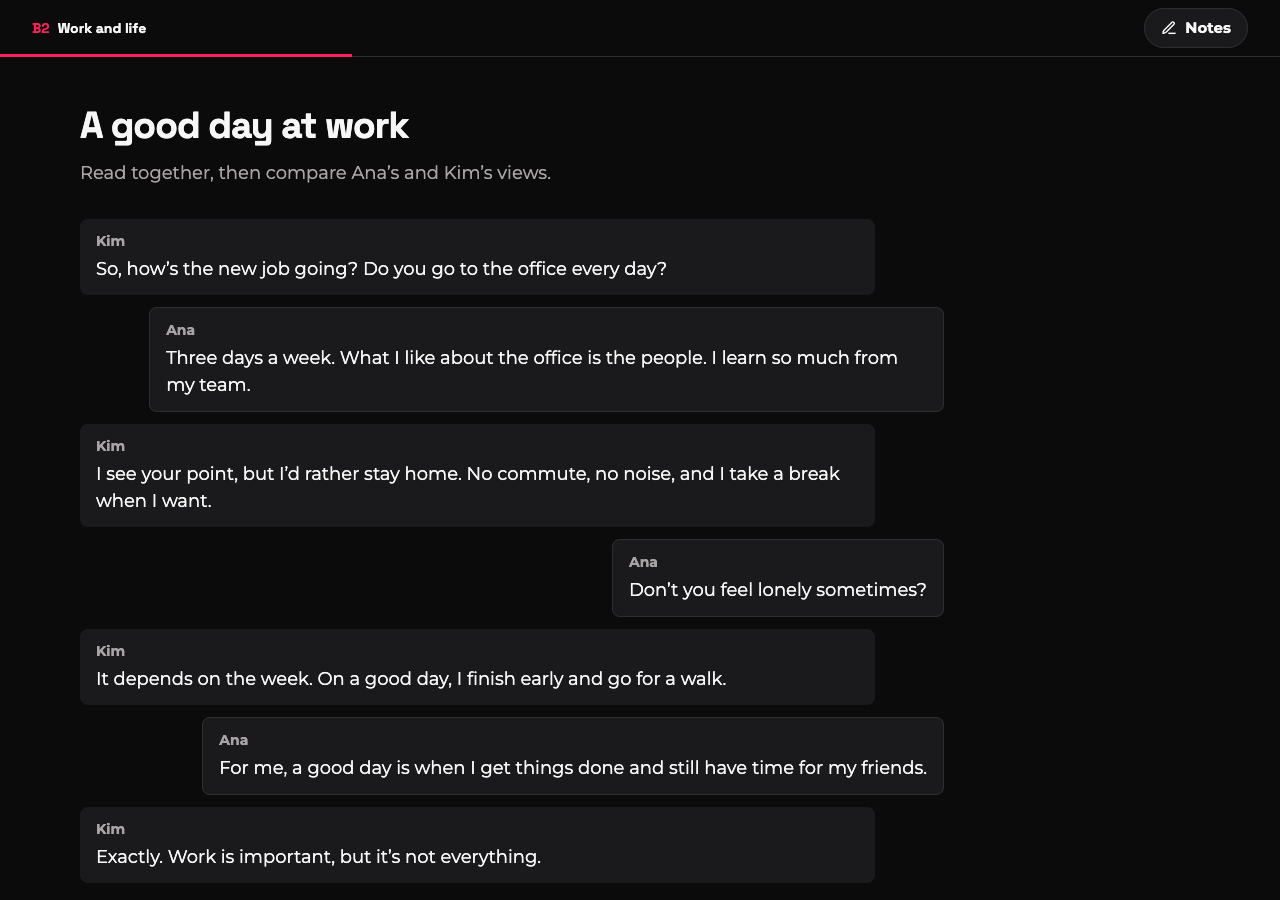 B2 Work and life
Notes
A good day at work
Read together, then compare Ana’s and Kim’s views.
Kim
So, how’s the new job going? Do you go to the office every day?
Ana
Three days a week. What I like about the office is the people. I learn so much from
my team.
Kim
I see your point, but I’d rather stay home. No commute, no noise, and I take a break
when I want.
Ana
Don’t you feel lonely sometimes?
Kim
It depends on the week. On a good day, I finish early and go for a walk.
Ana
For me, a good day is when I get things done and still have time for my friends.
Kim
Exactly. Work is important, but it’s not everything.